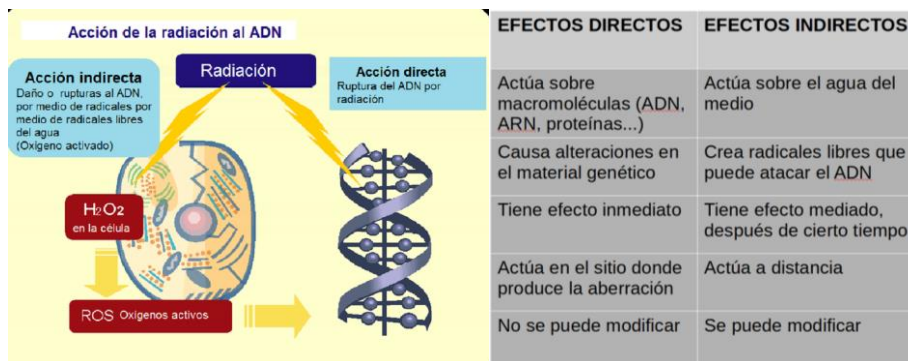 Acción de la radiación al ADN
Acción indirecta
Daño o rupturas al ADN,
por medio de radicales por
medio de radicales libres
del agua
(Oxigeno activado)
Radiación
Acción directa
Ruptura del ADN por
radiación
H2O2
en la célula
ROS Oxígenos activos
EFECTOS DIRECTOS
EFECTOS INDIRECTOS
Actúa sobre
macromoléculas (ADN,
ARN, proteínas...)
Actúa sobre el agua del
medio
Causa alteraciones en
el material genético
Crea radicales libres que
puede atacar el ADN
Tiene efecto inmediato
Tiene efecto mediado,
después de cierto tiempo
Actúa en el sitio donde
produce la aberración
Actúa a distancia
No se puede modificar
Se puede modificar